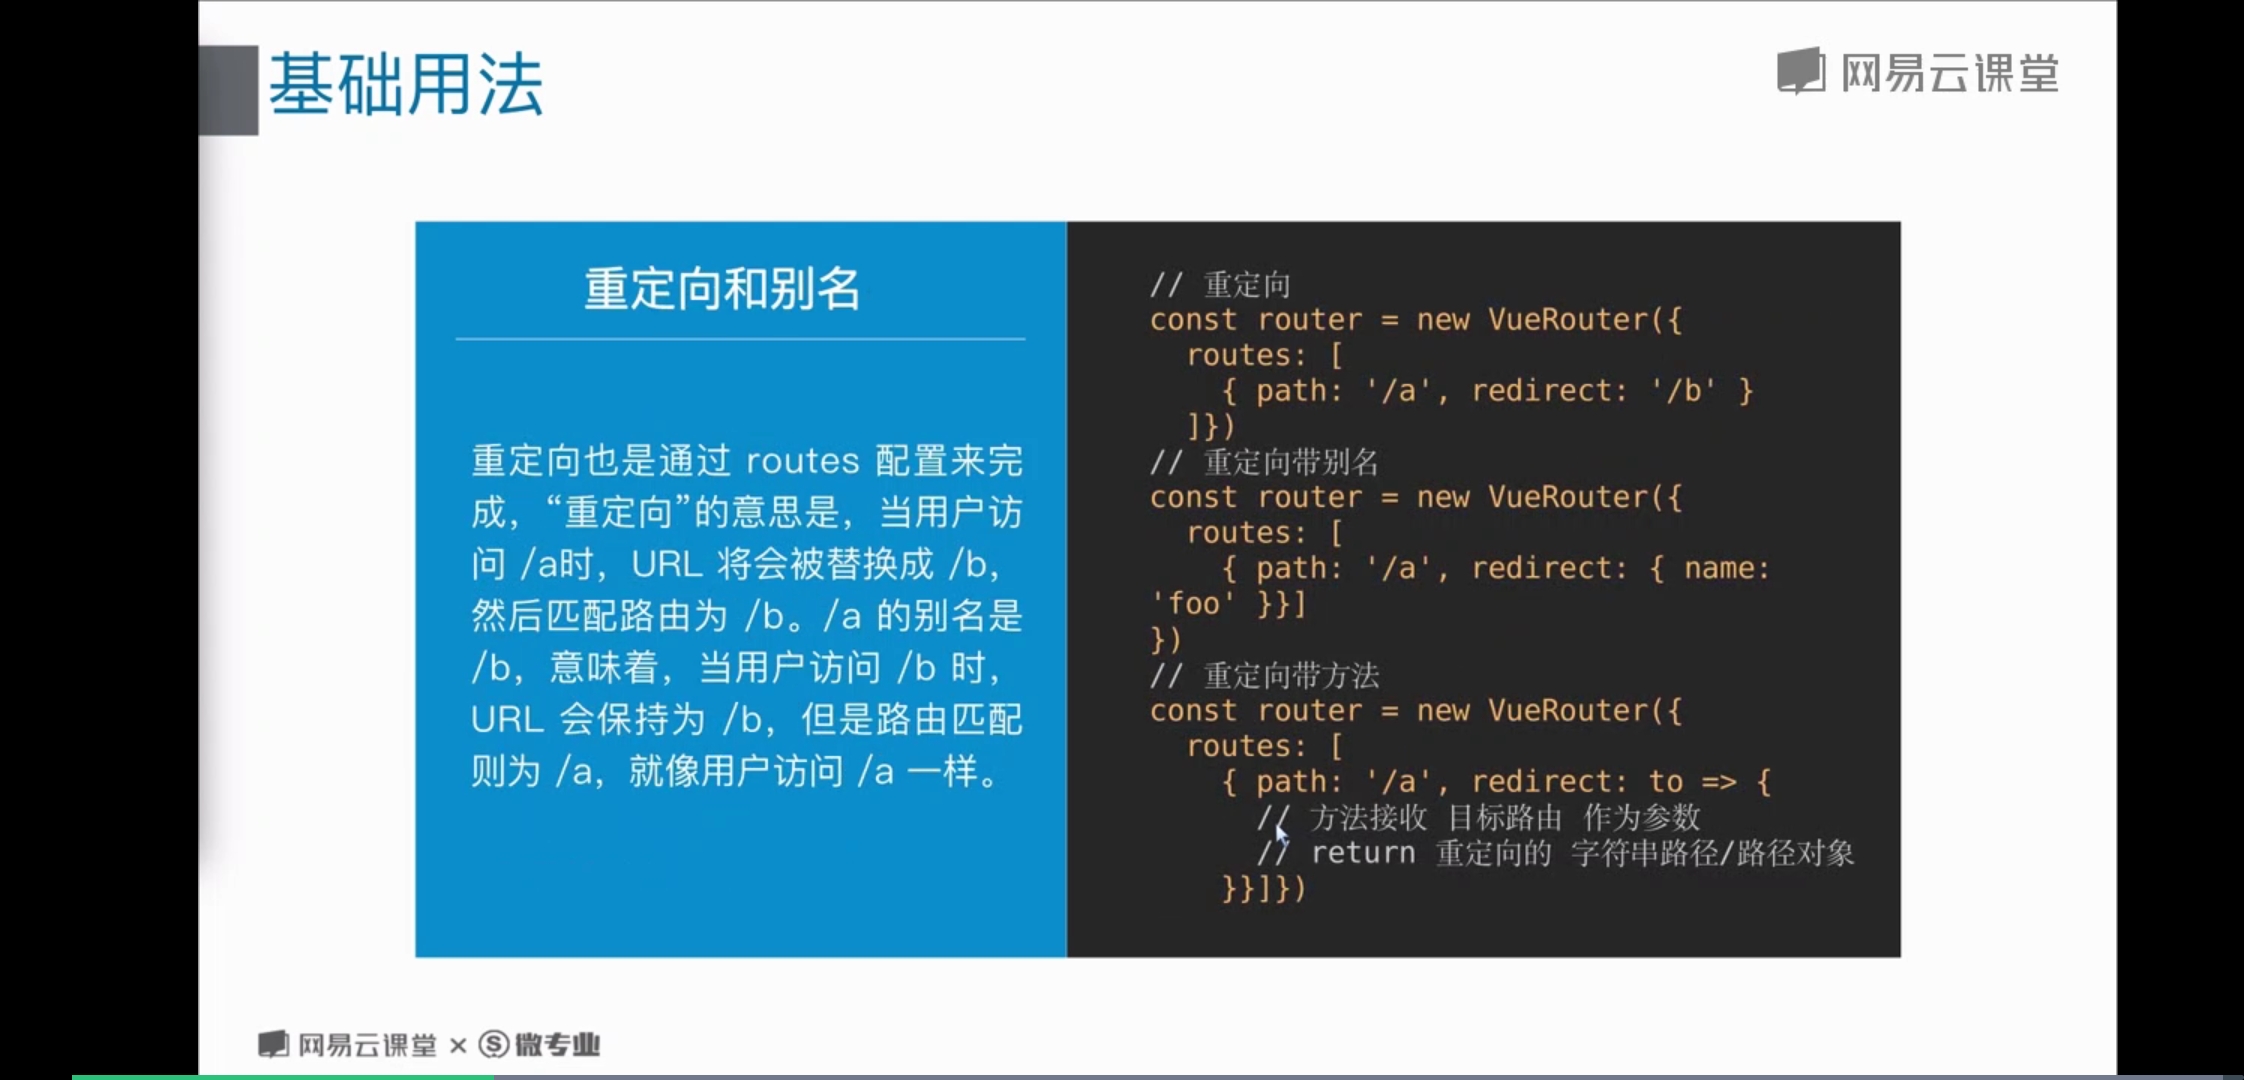 基础用法
网易云课堂
重定向和别名
重定向也是通过 routes 配置来完
成，“重定向”的意思是，当用户访
问 /a时，URL 将会被替换成 /b，
然后匹配路由为 /b。/a 的别名是
/b，意味着，当用户访问 /b 时，
URL 会保持为 /b，但是路由匹配
则为 /a，就像用户访问 /a 一样。
// 重定向
const router = new VueRouter({
  routes: [
    { path: '/a', redirect: '/b' }
  ]})
// 重定向带别名
const router = new VueRouter({
  routes: [
    { path: '/a', redirect: { name:
'foo' }}]
})
// 重定向带方法
const router = new VueRouter({
  routes: [
    { path: '/a', redirect: to => {
      // 方法接收 目标路由 作为参数
      // return 重定向的 字符串路径/路径对象
    }}]})
网易云课堂 × 微专业